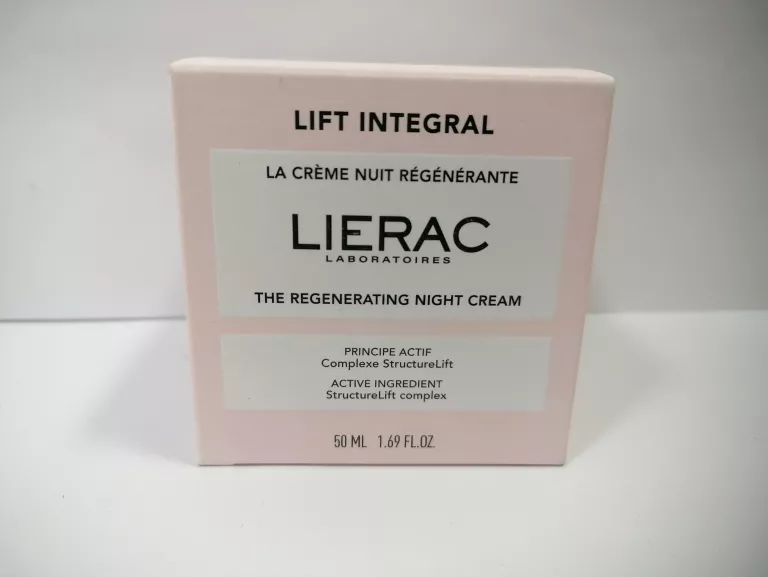 LIFT INTEGRAL
LA CRÈME NUIT RÉGÉNÉRANTE
LIERAC
LABORATOIRES
THE REGENERATING NIGHT CREAM
PRINCIPE ACTIF
Complexe StructureLift
ACTIVE INGREDIENT
StructureLift complex
50 ML 1.69 FL.OZ.